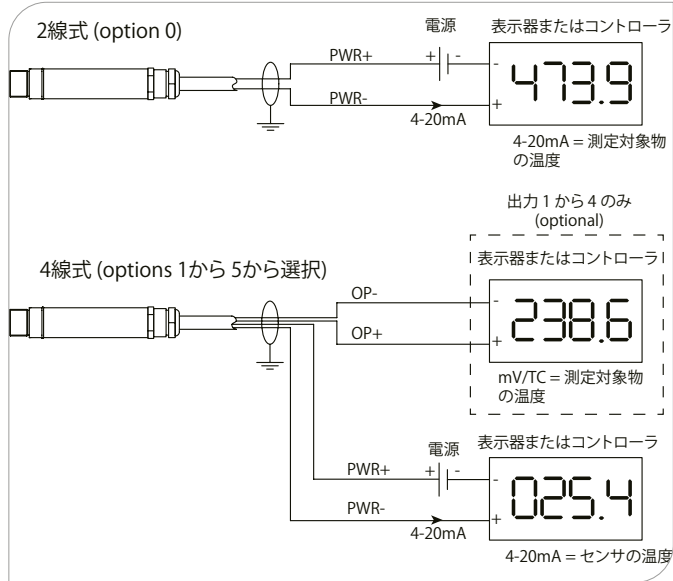 2線式 (option 0)
電源
表示器またはコントローラ
PWR+
+ -
-
473.9
PWR-
+
4-20mA
4-20mA = 測定対象物
の温度
出力 1 から 4 のみ
(optional)
4線式 (options 1から 5から選択)
表示器またはコントローラ
OP-
-
238.6
OP+
+
mV/TC = 測定対象物
の温度
電源
表示器またはコントローラ
PWR+
+ -
-
025.4
PWR-
+
4-20mA
4-20mA = センサの温度